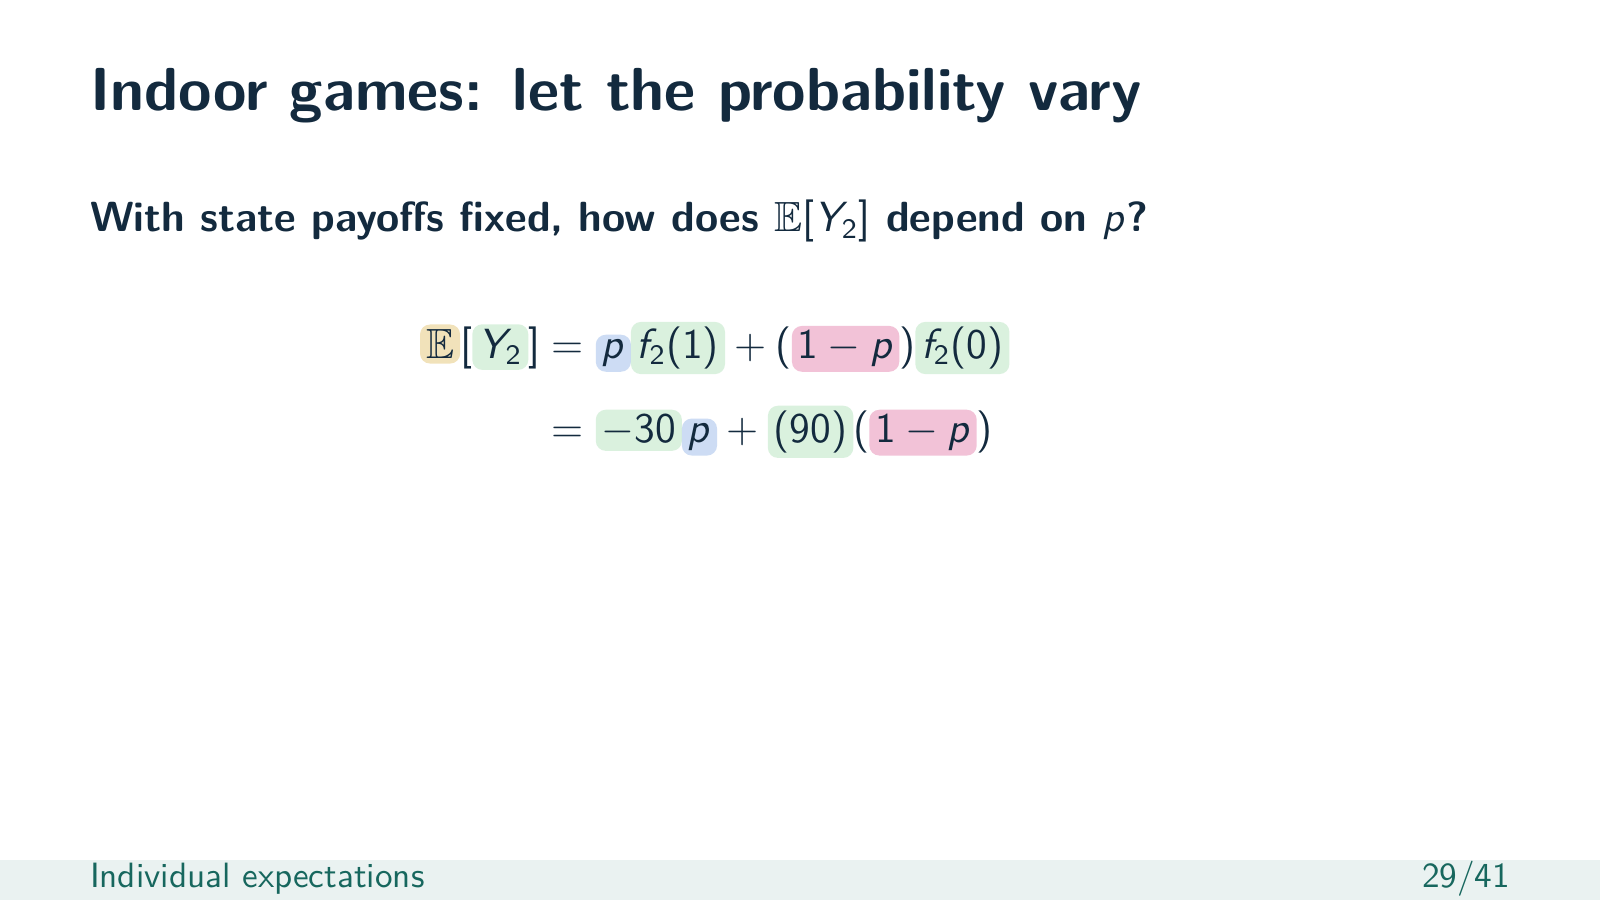 Indoor games: let the probability vary
With state payoffs fixed, how does 𝔼[Y₂] depend on p?
𝔼[Y₂] = p f₂(1) + (1 − p)f₂(0)
= −30p + (90)(1 − p)
Individual expectations
29/41